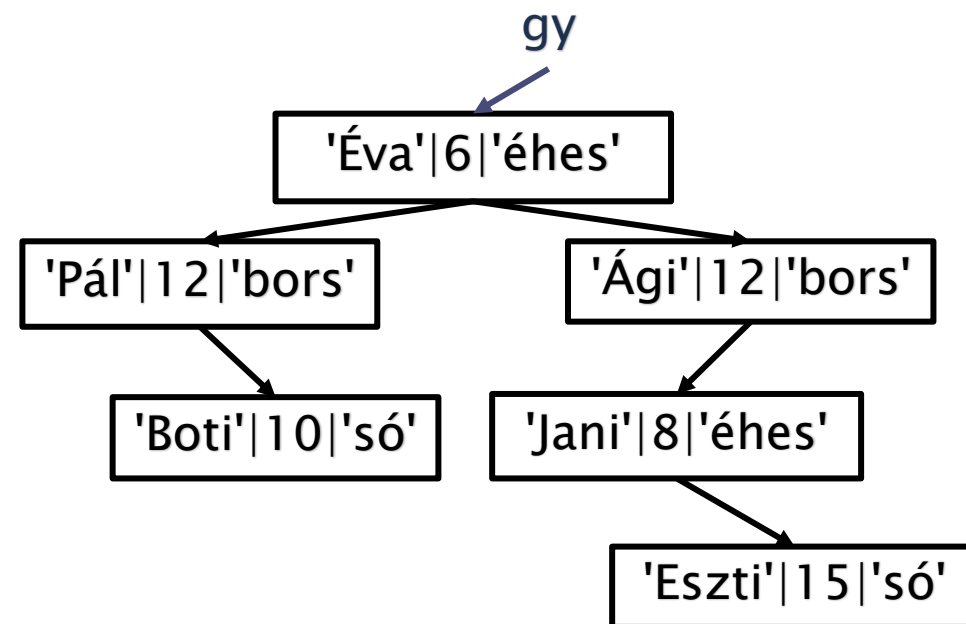 gy
'Éva'|6|'éhes'
'Pál'|12|'bors'
'Ági'|12|'bors'
'Boti'|10|'só'
'Jani'|8|'éhes'
'Eszti'|15|'só'